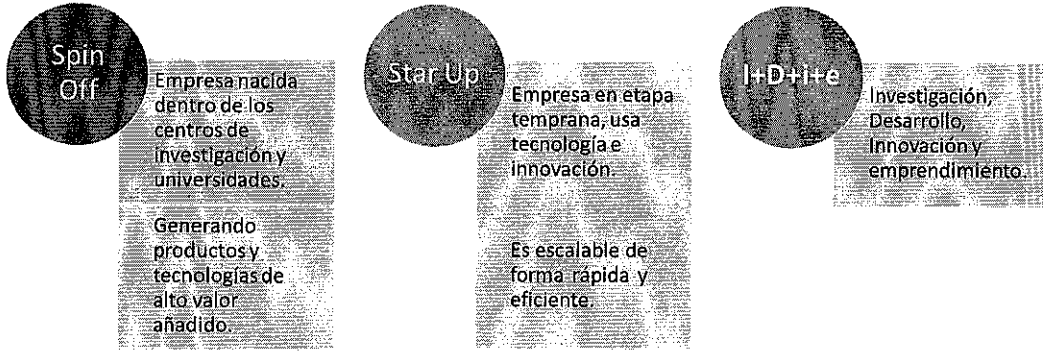 Spin
Off
Empresa nacida
dentro de los
centros de
investigación y
universidades.
Generando
productos y
tecnologías de
alto valor
añadido.
Star Up
Empresa en etapa
temprana, usa
tecnología e
innovación.
Es escalable de
forma rápida y
eficiente.
I+D+i+e
Investigación,
Desarrollo,
Innovación y
emprendimiento.